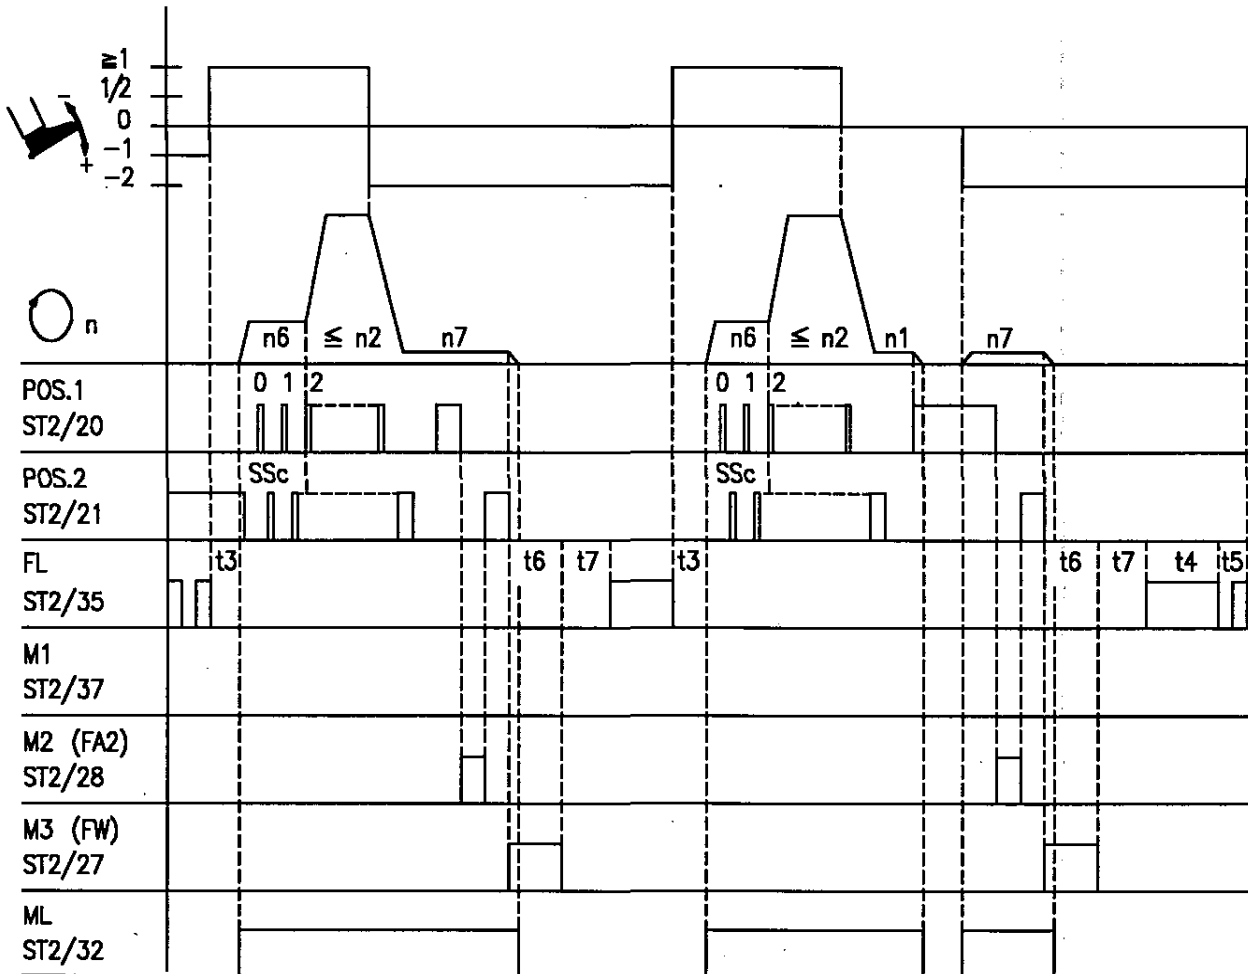 ≥1
1/2
0
-1
-2
−
+
n
n6 ≦ n2 n7 n6 ≦ n2 n1 n7
POS.1
ST2/20
0 1 2 0 1 2
POS.2
ST2/21
SSc SSc
FL
ST2/35
t3 t6 t7 t3 t6 t7 t4 t5
M1
ST2/37
M2 (FA2)
ST2/28
M3 (FW)
ST2/27
ML
ST2/32